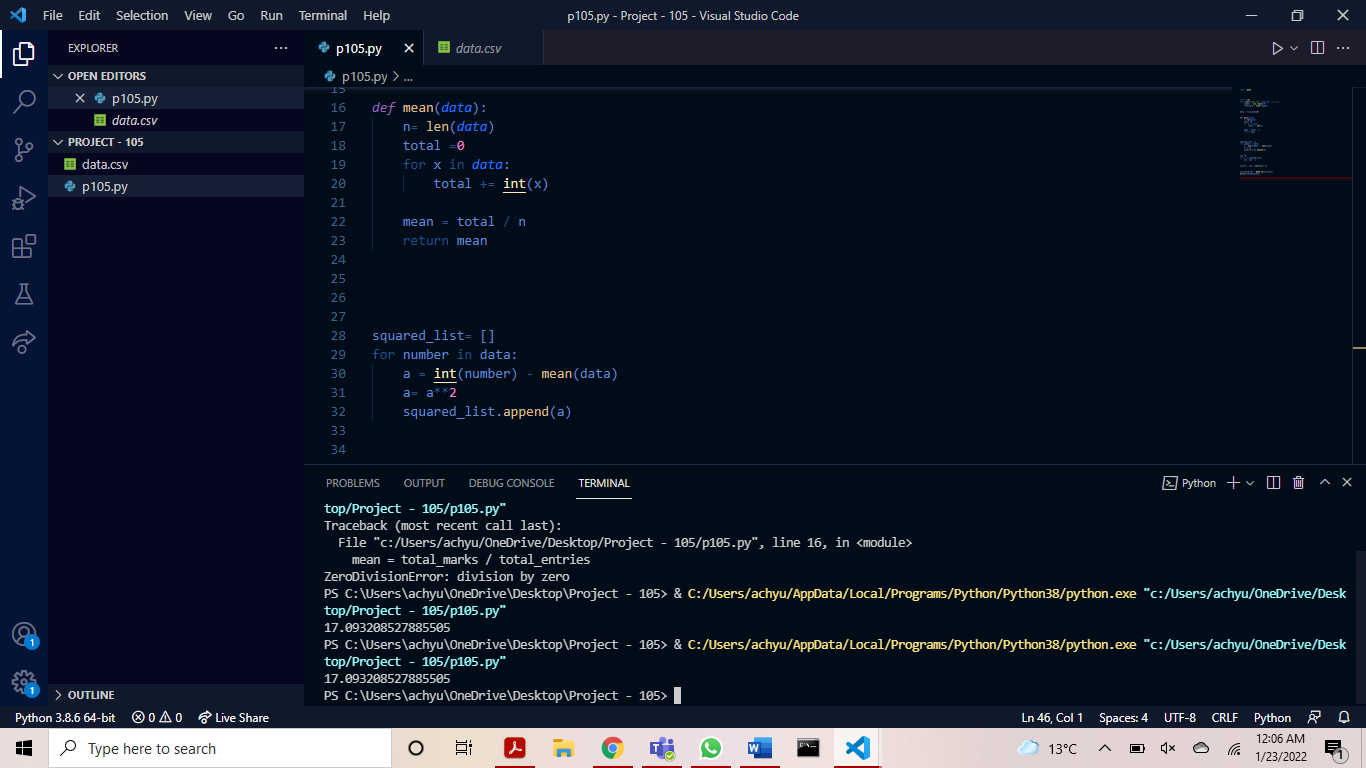 File Edit Selection View Go Run Terminal Help
p105.py - Project - 105 - Visual Studio Code
EXPLORER
OPEN EDITORS
p105.py
data.csv
PROJECT - 105
data.csv
p105.py
OUTLINE
p105.py data.csv
p105.py > ...
15
16 def mean(data):
17 n= len(data)
18 total =0
19 for x in data:
20 total += int(x)
21
22 mean = total / n
23 return mean
24
25
26
27
28 squared_list= []
29 for number in data:
30 a = int(number) - mean(data)
31 a= a**2
32 squared_list.append(a)
33
34
PROBLEMS OUTPUT DEBUG CONSOLE TERMINAL
Python
top/Project - 105/p105.py"
Traceback (most recent call last):
File "c:/Users/achyu/OneDrive/Desktop/Project - 105/p105.py", line 16, in <module>
mean = total_marks / total_entries
ZeroDivisionError: division by zero
PS C:\Users\achyu\OneDrive\Desktop\Project - 105> & C:/Users/achyu/AppData/Local/Programs/Python/Python38/python.exe "c:/Users/achyu/OneDrive/Desk
top/Project - 105/p105.py"
17.093208527885505
PS C:\Users\achyu\OneDrive\Desktop\Project - 105> & C:/Users/achyu/AppData/Local/Programs/Python/Python38/python.exe "c:/Users/achyu/OneDrive/Desk
top/Project - 105/p105.py"
17.093208527885505
PS C:\Users\achyu\OneDrive\Desktop\Project - 105>
1
1
Python 3.8.6 64-bit 0 0 Live Share
Ln 46, Col 1 Spaces: 4 UTF-8 CRLF Python
Type here to search
13°C
12:06 AM
1/23/2022
1